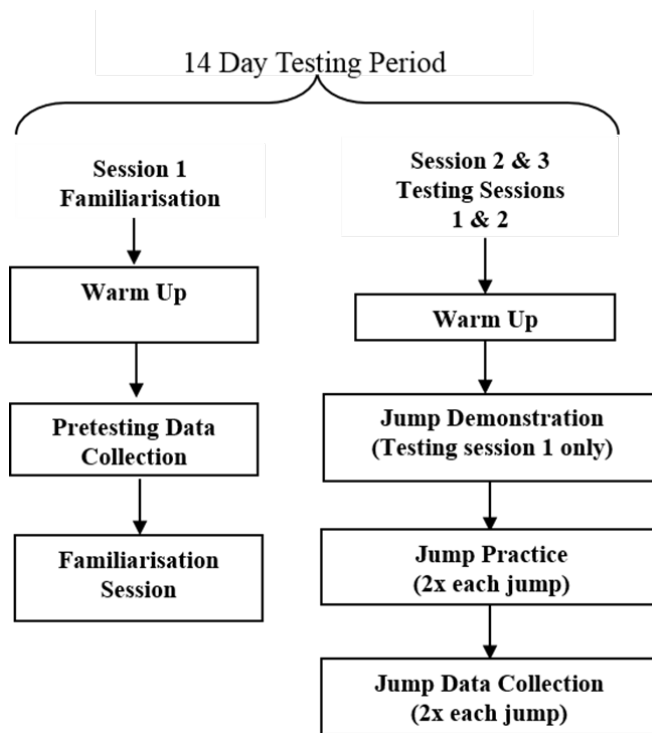 14 Day Testing Period
Session 1
Familiarisation
Warm Up
Pretesting Data
Collection
Familiarisation
Session
Session 2 & 3
Testing Sessions
1 & 2
Warm Up
Jump Demonstration
(Testing session 1 only)
Jump Practice
(2x each jump)
Jump Data Collection
(2x each jump)